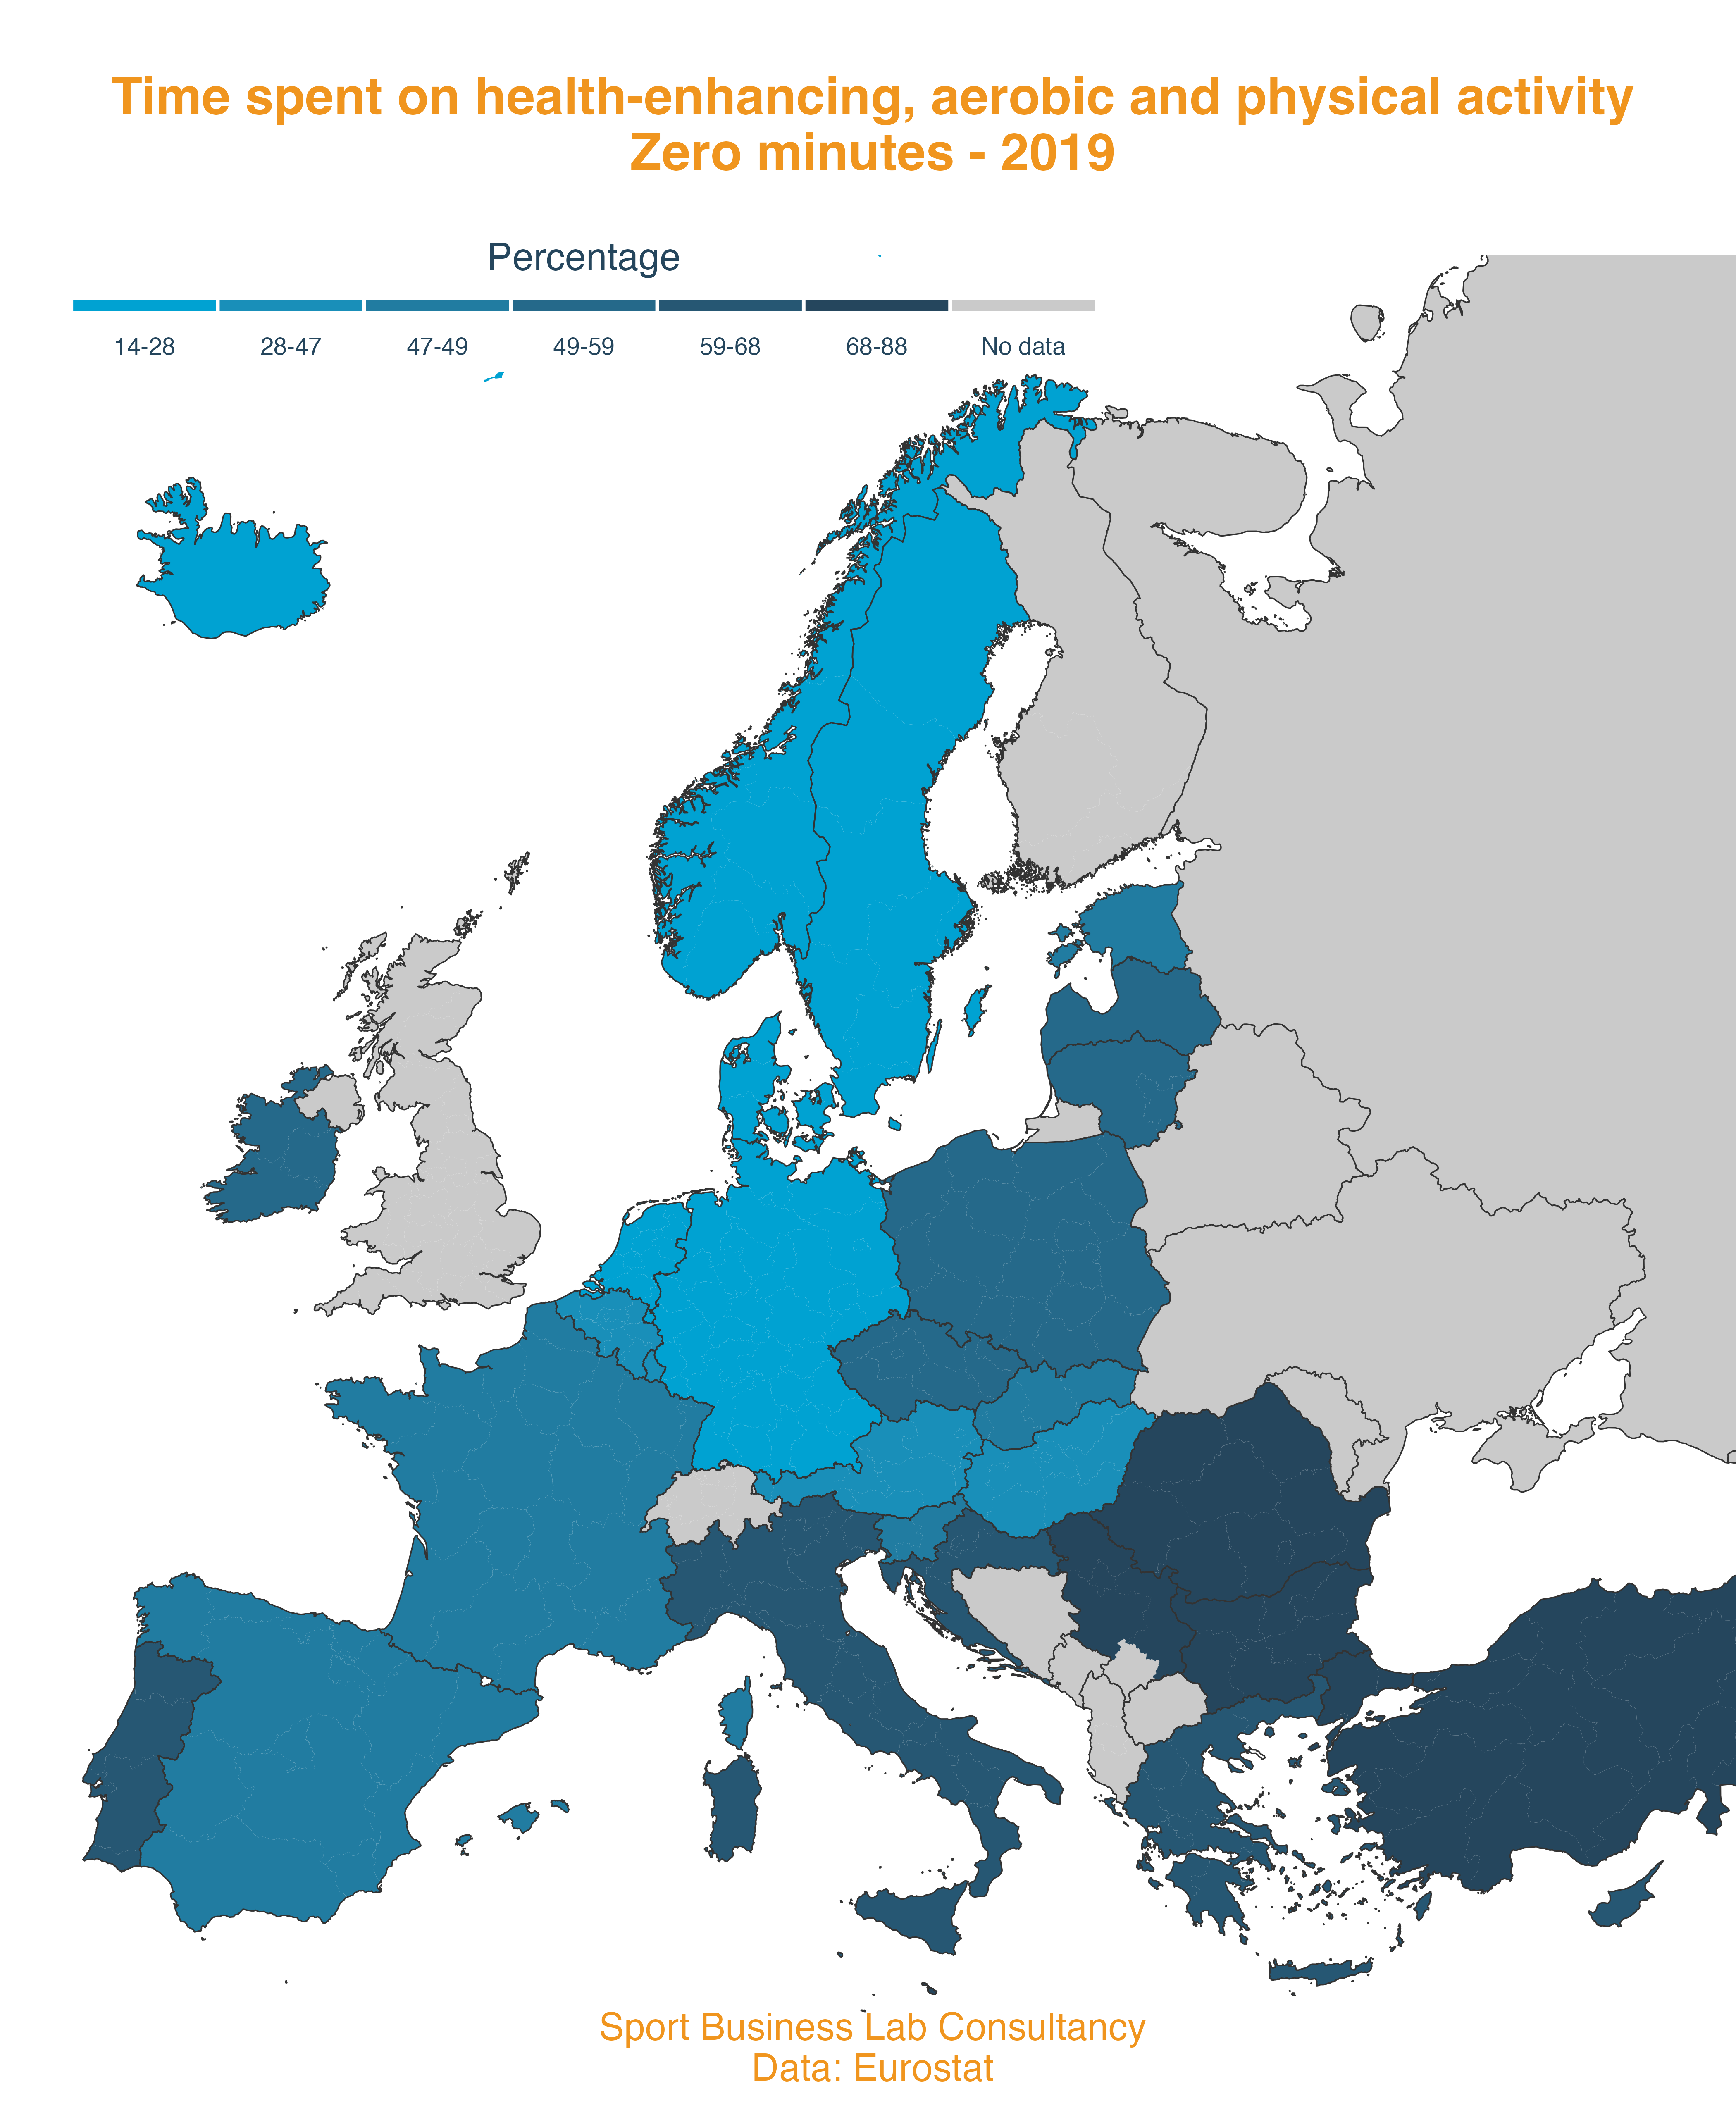 Time spent on health-enhancing, aerobic and physical activity
Zero minutes - 2019
Percentage
14-28 28-47 47-49 49-59 59-68 68-88 No data
Sport Business Lab Consultancy
Data: Eurostat